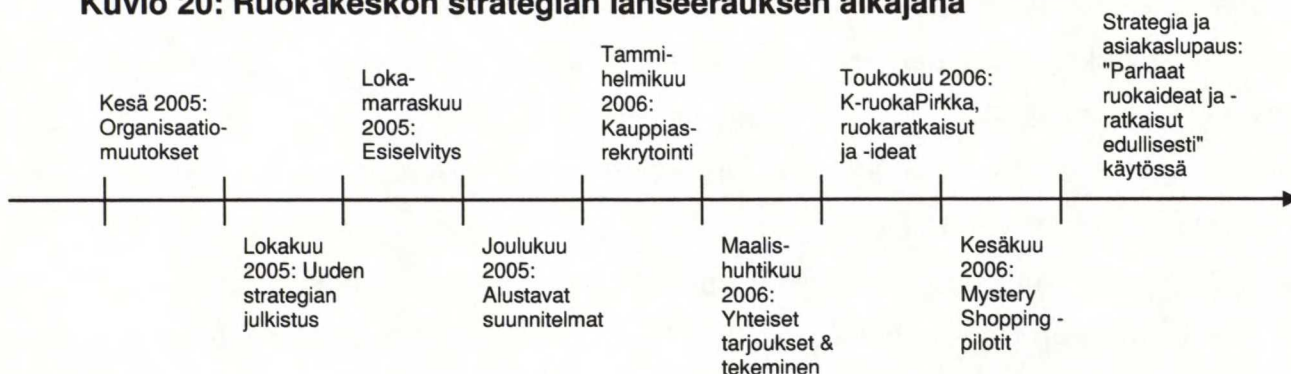 Kuvio 20: Ruokakeskon strategian lanseerauksen aikajana
Kesä 2005:
Organisaatio-
muutokset
Lokakuu
2005: Uuden
strategian
julkistus
Loka-
marraskuu
2005:
Esiselvitys
Joulukuu
2005:
Alustavat
suunnitelmat
Tammi-
helmikuu
2006:
Kauppias-
rekrytointi
Maalis-
huhtikuu
2006:
Yhteiset
tarjoukset &
tekeminen
Toukokuu 2006:
K-ruokaPirkka,
ruokaratkaisut
ja -ideat
Kesäkuu
2006:
Mystery
Shopping -
pilotit
Strategia ja
asiakaslupaus:
"Parhaat
ruokaideat ja -
ratkaisut
edullisesti"
käytössä